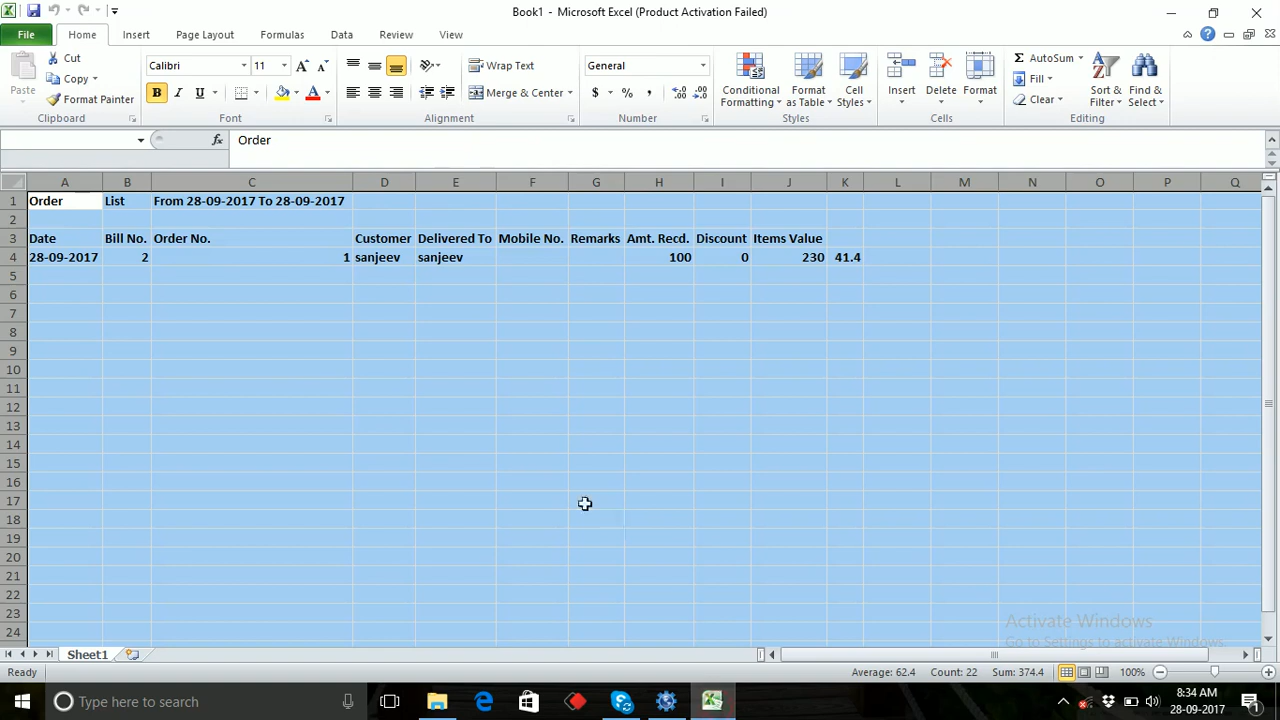 Book1 - Microsoft Excel (Product Activation Failed)
File Home Insert Page Layout Formulas Data Review View
Paste Cut
Copy
Format Painter
Clipboard
Calibri 11
B I U
Font
Wrap Text
Merge & Center
Alignment
General
$ % ,
Number
Conditional Formatting
Format as Table
Cell Styles
Styles
Insert Delete Format
Cells
Σ AutoSum
Fill
Clear
Sort & Filter
Find & Select
Editing
fx Order
A B C D E F G H I J K L M N O P Q
1 Order List From 28-09-2017 To 28-09-2017
2
3 Date Bill No. Order No. Customer Delivered To Mobile No. Remarks Amt. Recd. Discount Items Value
4 28-09-2017 2 1 sanjeev sanjeev 100 0 230 41.4
5
6
7
8
9
10
11
12
13
14
15
16
17
18
19
20
21
22
23
24
Activate Windows
Go to Settings to activate Windows.
Sheet1
Ready Average: 62.4 Count: 22 Sum: 374.4 100%
Type here to search
8:34 AM
28-09-2017